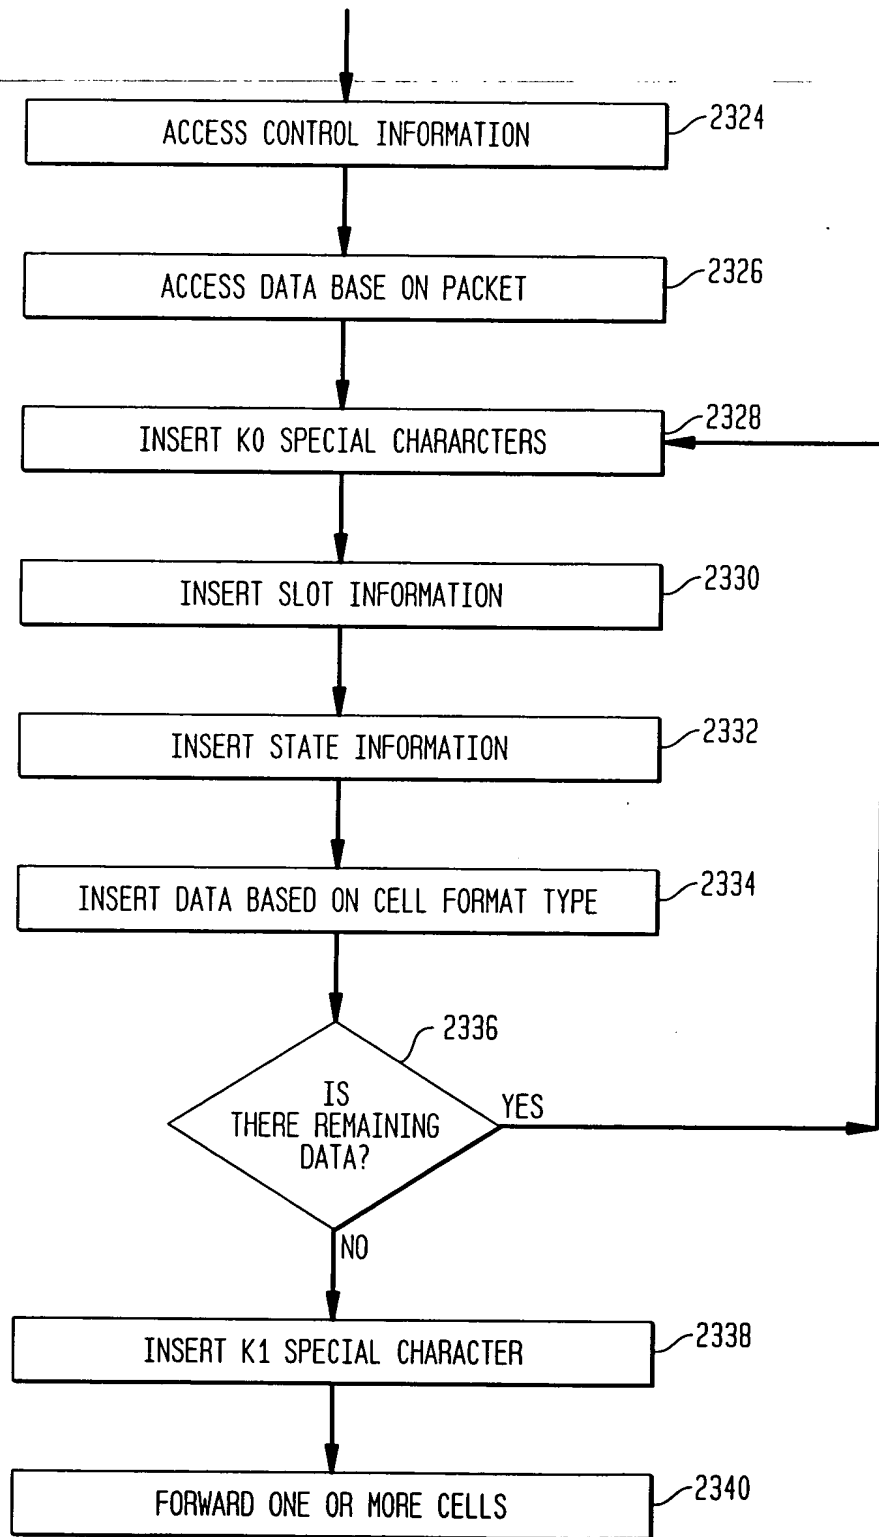 ACCESS CONTROL INFORMATION
2324
ACCESS DATA BASE ON PACKET
2326
INSERT K0 SPECIAL CHARARCTERS
2328
INSERT SLOT INFORMATION
2330
INSERT STATE INFORMATION
2332
INSERT DATA BASED ON CELL FORMAT TYPE
2334
2336
IS
THERE REMAINING
DATA?
YES
NO
INSERT K1 SPECIAL CHARACTER
2338
FORWARD ONE OR MORE CELLS
2340